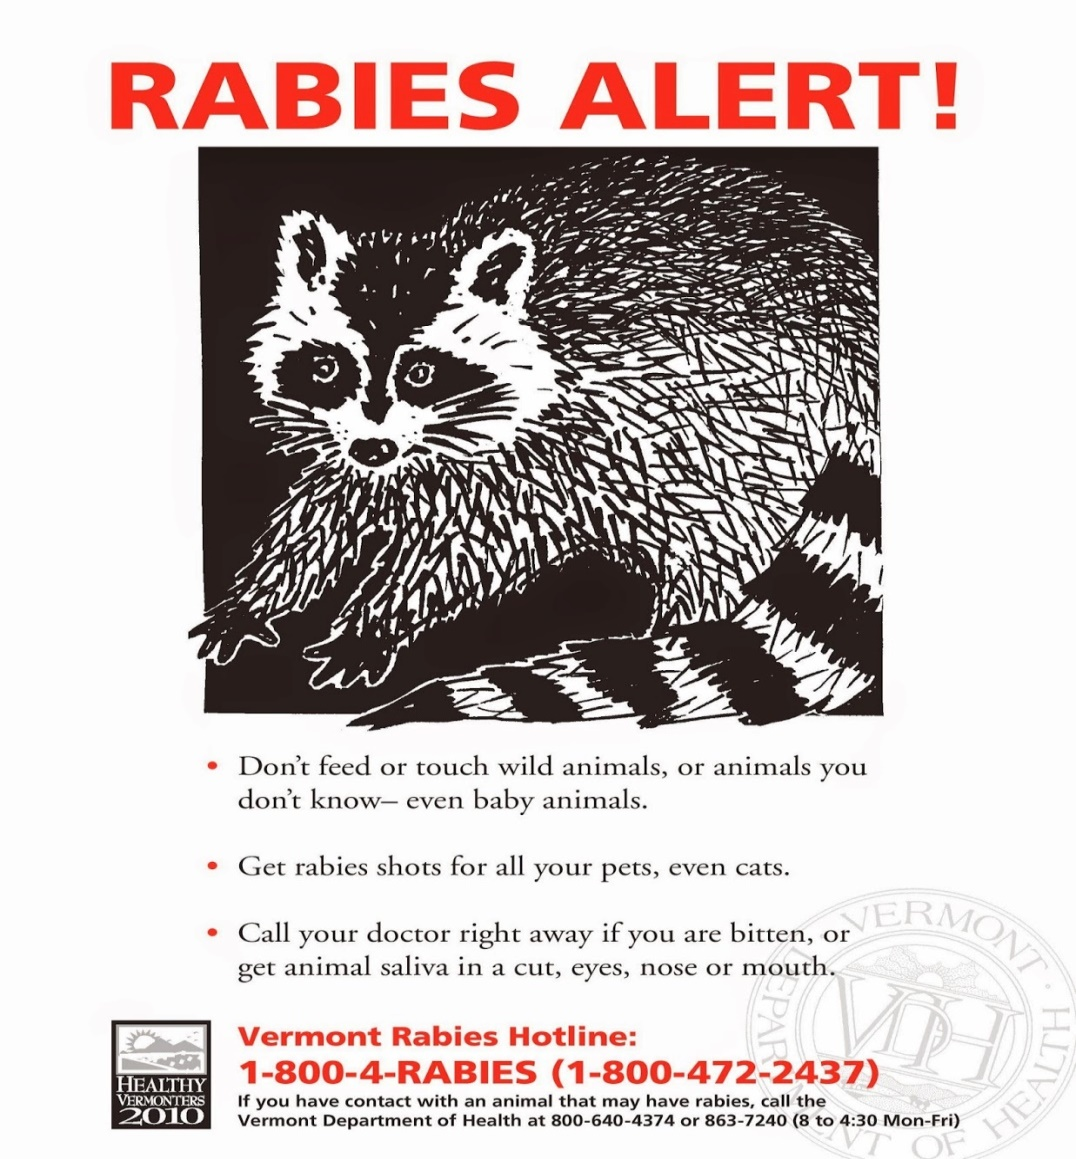 RABIES ALERT!
• Don’t feed or touch wild animals, or animals you
don’t know– even baby animals.
• Get rabies shots for all your pets, even cats.
• Call your doctor right away if you are bitten, or
get animal saliva in a cut, eyes, nose or mouth.
Vermont Rabies Hotline:
1-800-4-RABIES (1-800-472-2437)
If you have contact with an animal that may have rabies, call the
Vermont Department of Health at 800-640-4374 or 863-7240 (8 to 4:30 Mon-Fri)
HEALTHY
VERMONTERS
2010
VERMONT · DEPARTMENT OF HEALTH
VDH